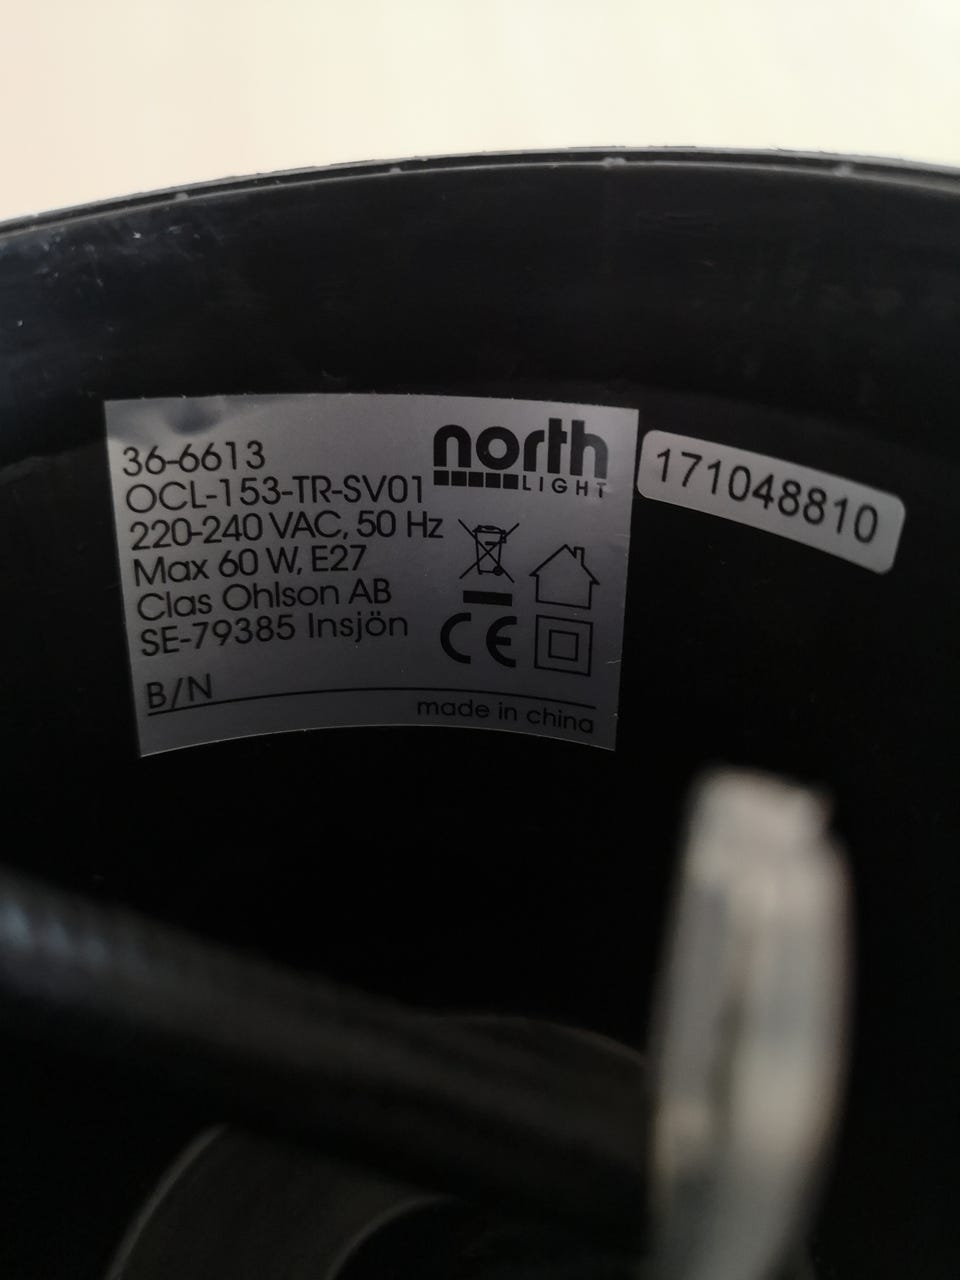 36-6613
OCL-153-TR-SV01
220-240 VAC, 50 Hz
Max 60 W, E27
Clas Ohlson AB
SE-79385 Insjön
B/N
north
LIGHT
CE
made in china
171048810